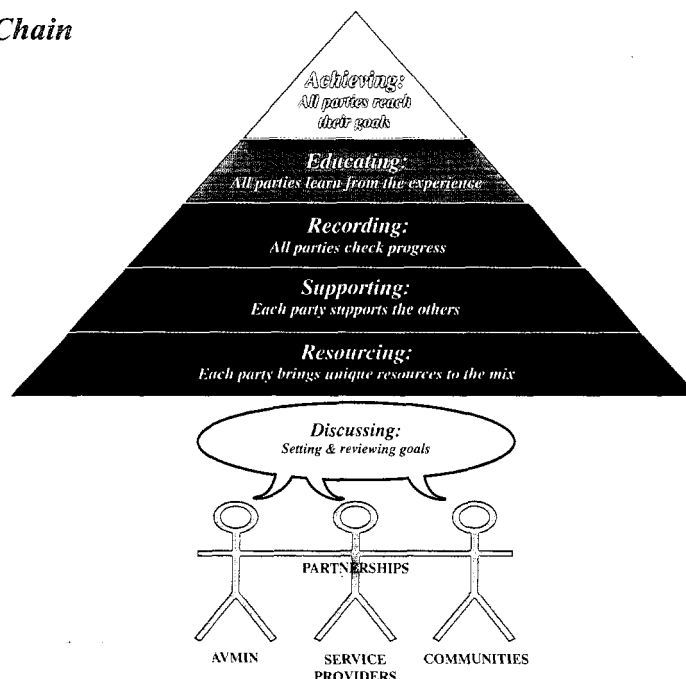 Chain
Achieving:
All parties reach
their goals
Educating:
All parties learn from the experience
Recording:
All parties check progress
Supporting:
Each party supports the others
Resourcing:
Each party brings unique resources to the mix
Discussing:
Setting & reviewing goals
PARTNERSHIPS
AVMIN
SERVICE
PROVIDERS
COMMUNITIES